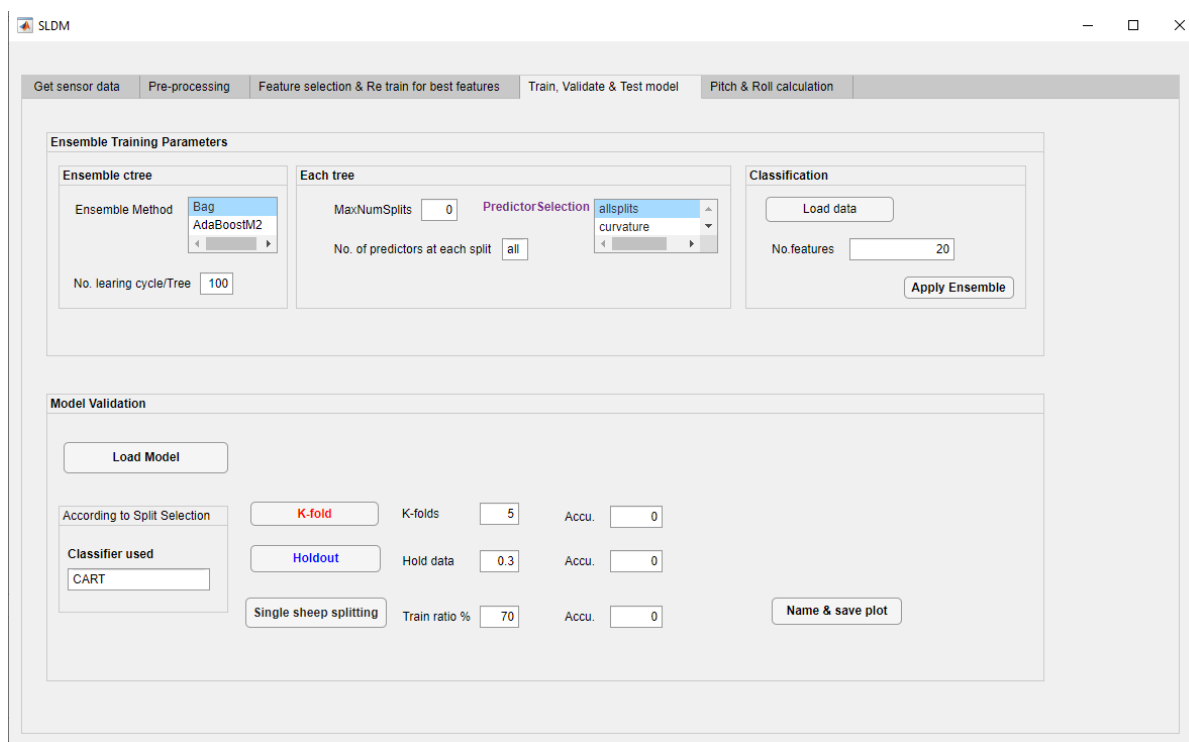 SLDM
Get sensor data Pre-processing Feature selection & Re train for best features Train, Validate & Test model Pitch & Roll calculation
Ensemble Training Parameters
Ensemble ctree
Ensemble Method
Bag
AdaBoostM2
No. learing cycle/Tree 100
Each tree
MaxNumSplits 0
PredictorSelection
allsplits
curvature
No. of predictors at each split all
Classification
Load data
No.features 20
Apply Ensemble
Model Validation
Load Model
According to Split Selection
Classifier used
CART
K-fold K-folds 5 Accu. 0
Holdout Hold data 0.3 Accu. 0
Single sheep splitting Train ratio % 70 Accu. 0
Name & save plot